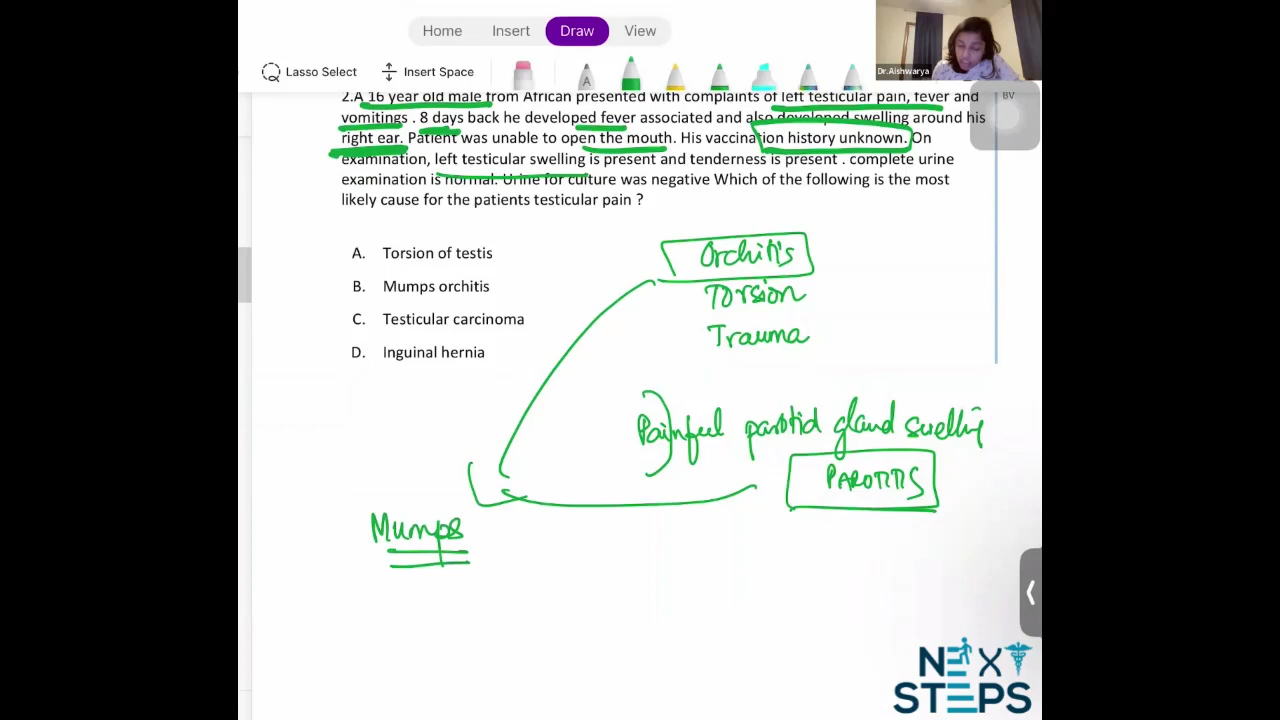 Home Insert Draw View
Lasso Select Insert Space A
Dr.Aishwarya
BV
2.A 16 year old male from African presented with complaints of left testicular pain, fever and
vomitings . 8 days back he developed fever associated and also developed swelling around his
right ear. Patient was unable to open the mouth. His vaccination history unknown. On
examination, left testicular swelling is present and tenderness is present . complete urine
examination is normal. Urine for culture was negative Which of the following is the most
likely cause for the patients testicular pain ?
A. Torsion of testis
B. Mumps orchitis
C. Testicular carcinoma
D. Inguinal hernia
Orchitis
Torsion
Trauma
Painful parotid gland swelling
PAROTITIS
Mumps
NEXT
STEPS